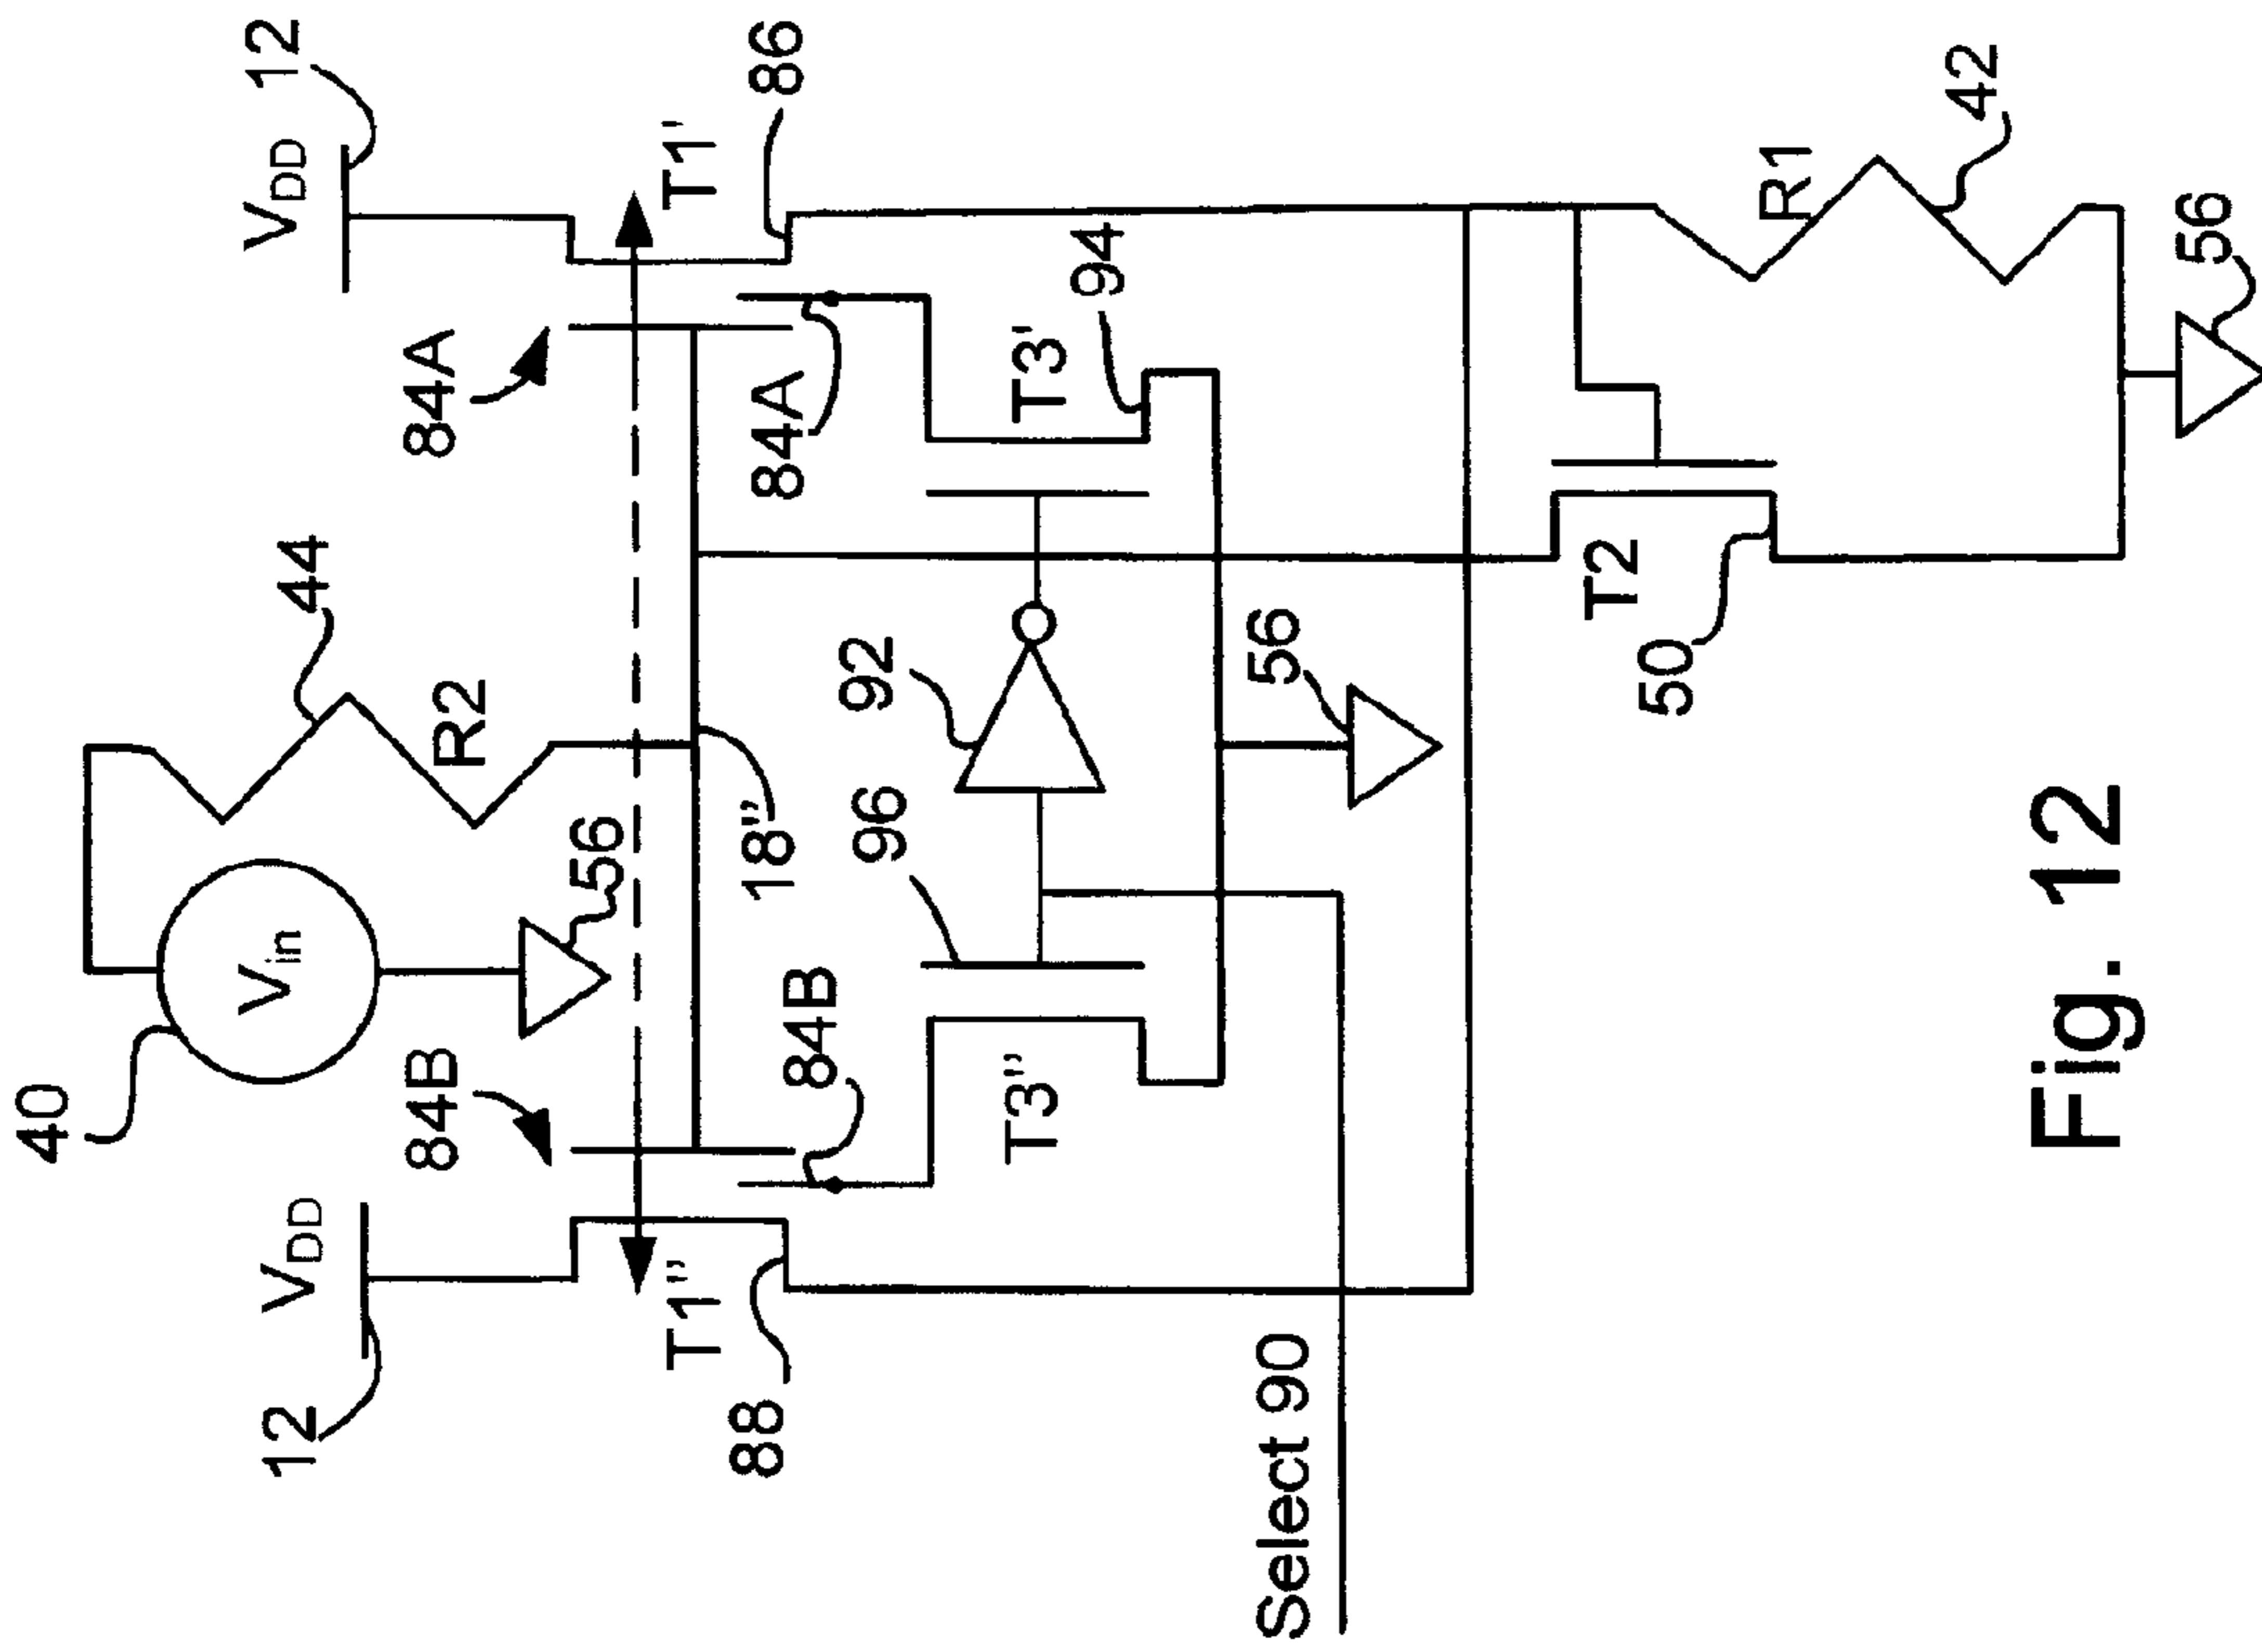 40
12
VDD
Vin
44
VDD
12
84B
R2
84A
56
T1"
T1'
88
84B
18"
84A
86
96
92
T3"
T3'
94
Select 90
56
T2
50
R1
42
Fig. 12
56